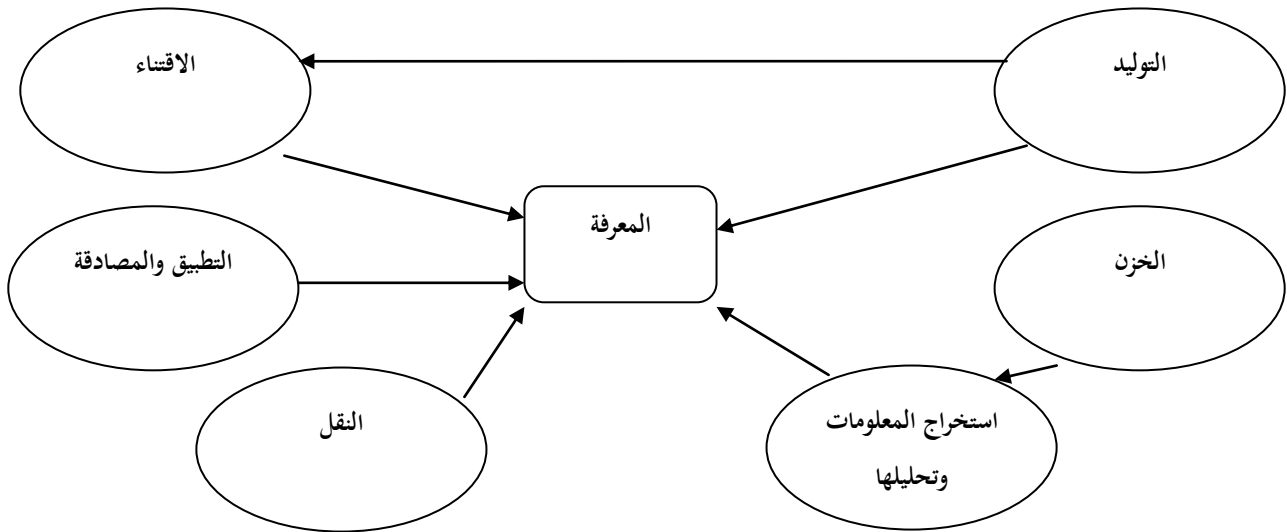 التوليد
الاقتناء
المعرفة
الخزن
التطبيق والمصادقة
استخراج المعلومات
وتحليلها
النقل